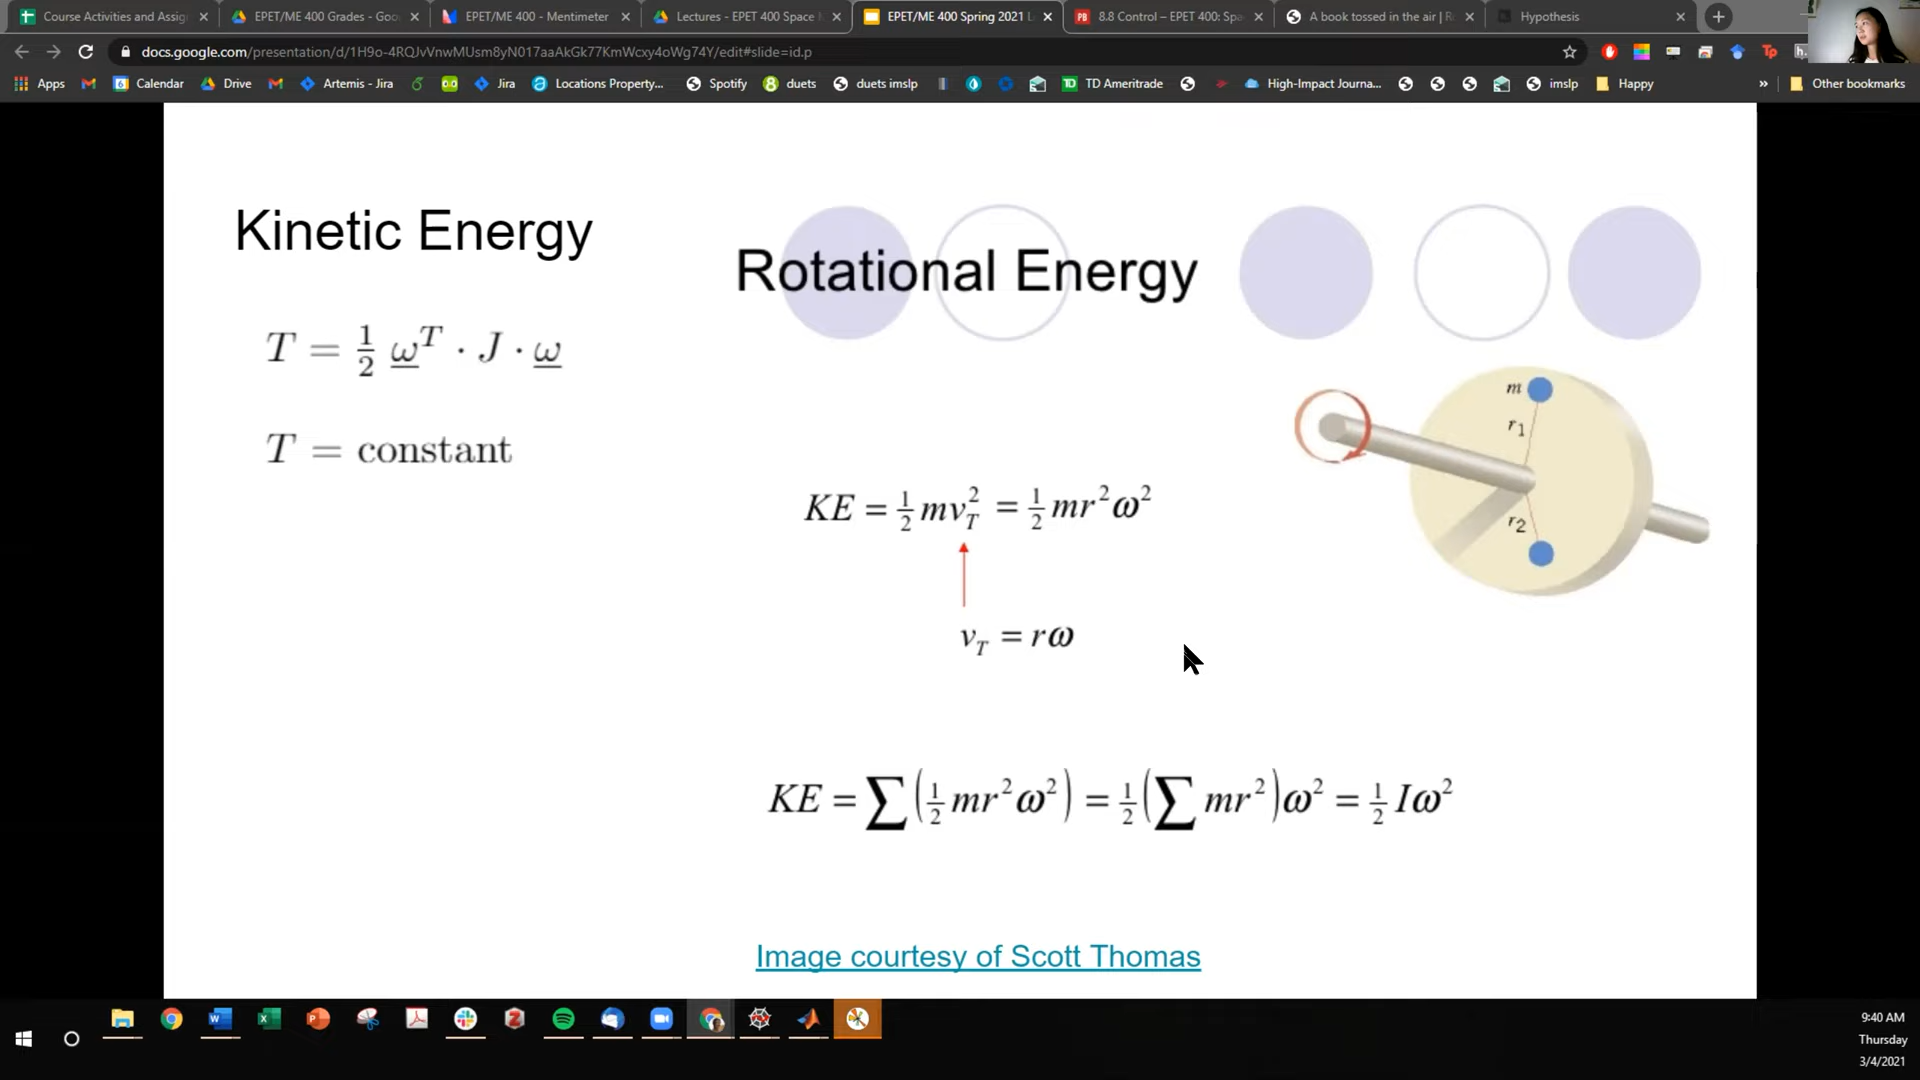 Course Activities and Assig
EPET/ME 400 Grades - Goo
EPET/ME 400 - Mentimeter
Lectures - EPET 400 Space
EPET/ME 400 Spring 2021 L
8.8 Control – EPET 400: Spa
A book tossed in the air | R
Hypothesis
docs.google.com/presentation/d/1H9o-4RQJvVnwMUsm8yN017aaAkGk77KmWcxy4oWg74Y/edit#slide=id.p
Apps
Calendar
Drive
Artemis - Jira
Jira
Locations Property...
Spotify
duets
duets imslp
TD Ameritrade
High-Impact Journa...
imslp
Happy
»
Other bookmarks
Kinetic Energy
Rotational Energy
T = 1/2 ω^T · J · ω
T = constant
m
r₁
r₂
KE = 1/2 mv_T² = 1/2 mr²ω²
v_T = rω
KE = ∑(1/2 mr²ω²) = 1/2(∑ mr²)ω² = 1/2 Iω²
Image courtesy of Scott Thomas
9:40 AM
Thursday
3/4/2021